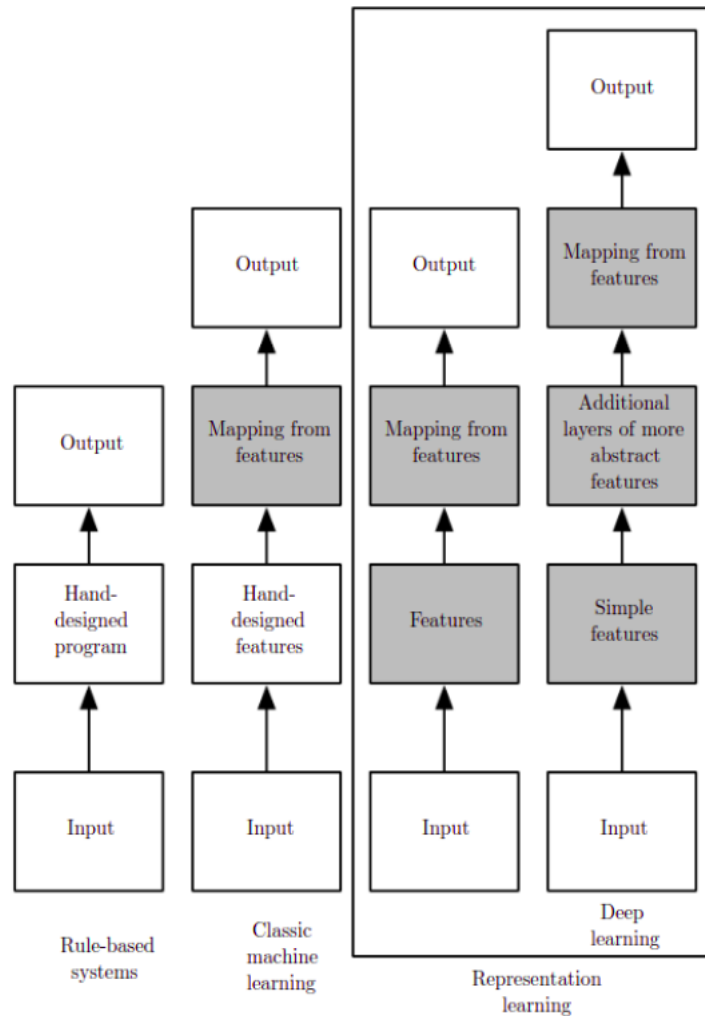 Output
Output
Output
Mapping from
features
Output
Mapping from
features
Mapping from
features
Additional
layers of more
abstract
features
Hand-
designed
program
Hand-
designed
features
Features
Simple
features
Input
Input
Input
Input
Rule-based
systems
Classic
machine
learning
Deep
learning
Representation
learning